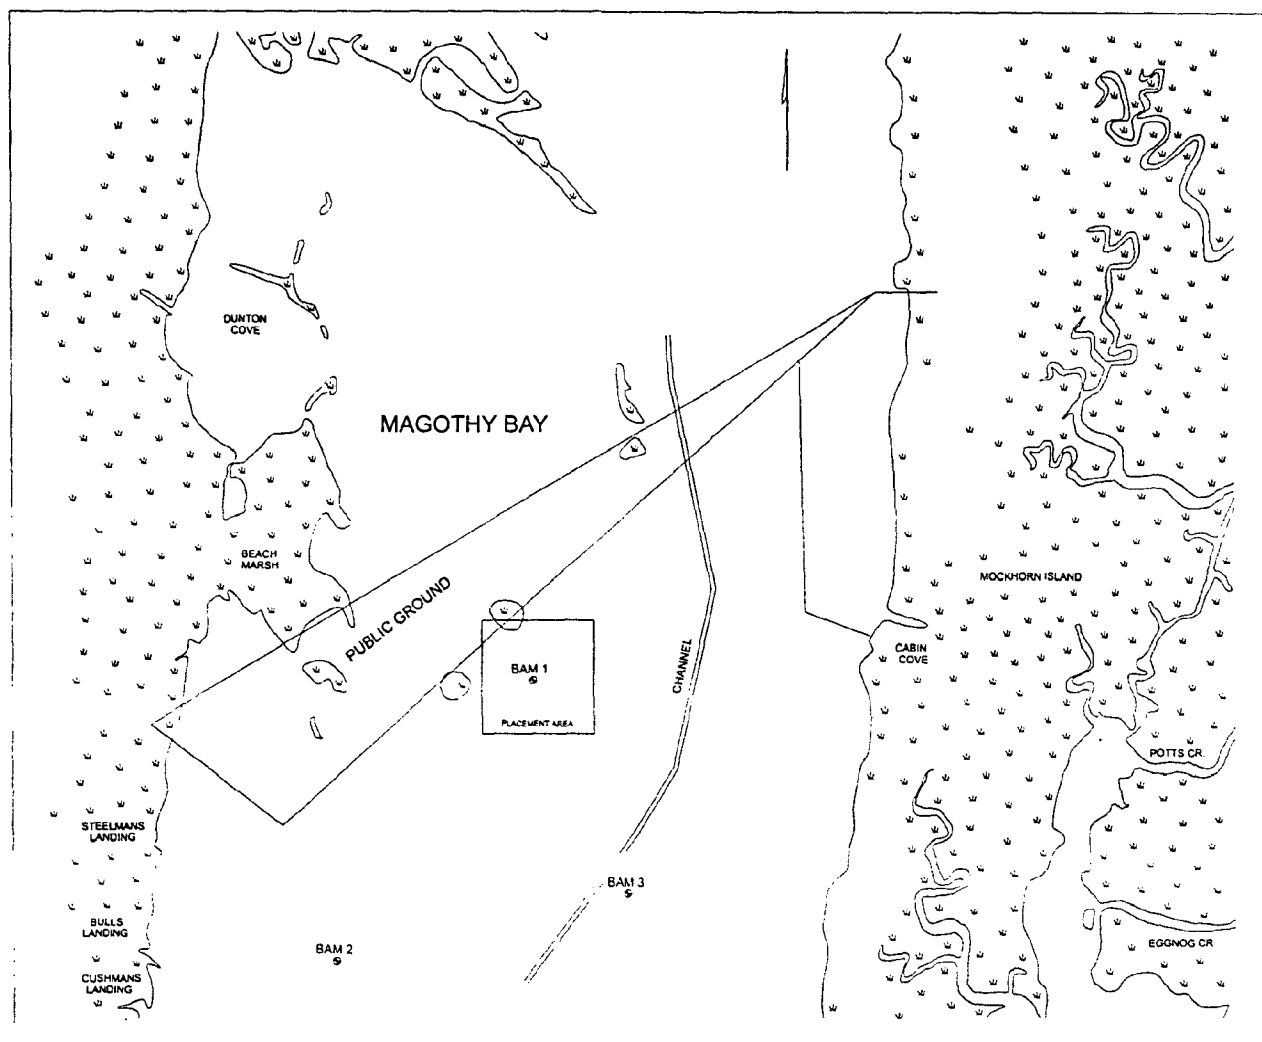 DUNTON
COVE
MAGOTHY BAY
BEACH
MARSH
MOCKHORN ISLAND
PUBLIC GROUND
CABIN
COVE
CHANNEL
BAM 1
PLACEMENT AREA
POTTS CR.
STEELMANS
LANDING
BAM 3
BULLS
LANDING
BAM 2
EGGNOG CR
CUSHMANS
LANDING